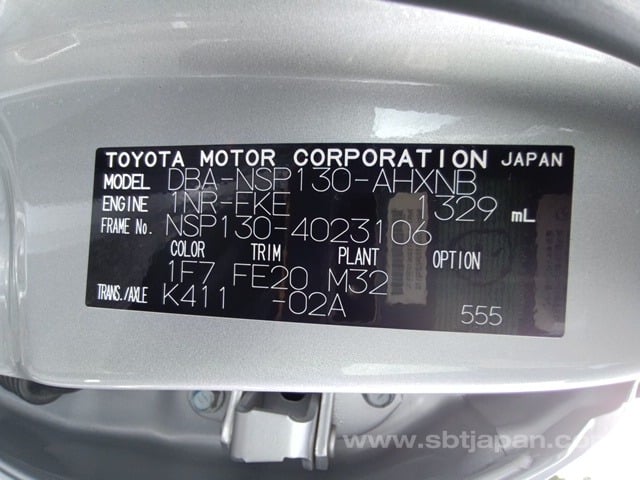 TOYOTA MOTOR CORPORATION JAPAN
MODEL DBA-NSP130-AHXNB
ENGINE 1NR-FKE 1329 mL
FRAME No. NSP130-4023106
COLOR TRIM PLANT OPTION
1F7 FE20 M32
TRANS./AXLE K411 -02A
555
www.sbtjapan.com